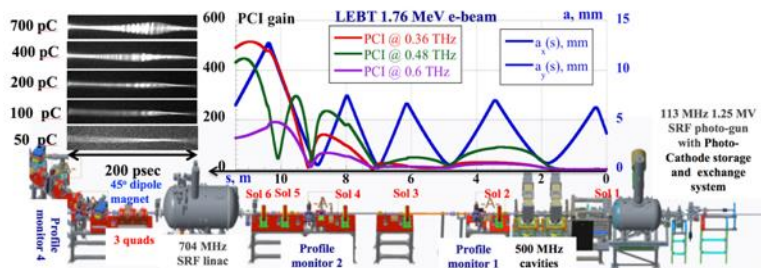 700 pC
400 pC
200 pC
100 pC
50 pC
200 psec
PCI gain
LEBT 1.76 MeV e-beam
a, mm
600
400
200
0
15
10
5
0
PCI @ 0.36 THz
PCI @ 0.48 THz
PCI @ 0.6 THz
a_x(s), mm
a_y(s), mm
s, m
10
8
6
4
2
0
113 MHz 1.25 MV
SRF photo-gun
with Photo-
Cathode storage
and exchange
system
Sol 6
Sol 5
Sol 4
Sol 3
Sol 2
Sol 1
45° dipole
magnet
Profile
monitor 4
3 quads
704 MHz
SRF linac
Profile
monitor 2
Profile
monitor 1
500 MHz
cavities